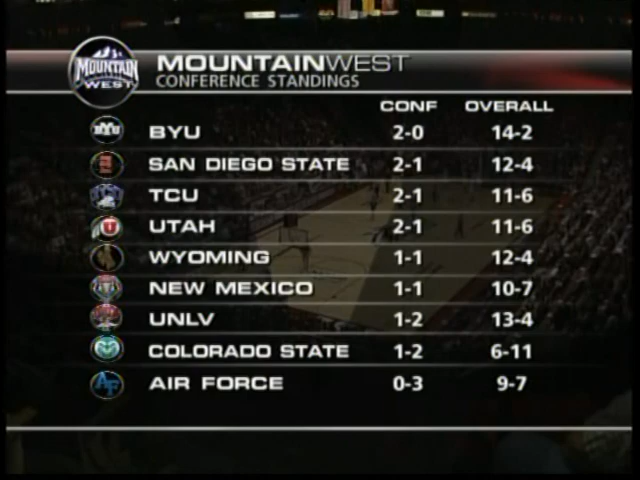 MOUNTAIN WEST
MOUNTAINWEST
CONFERENCE STANDINGS
CONF OVERALL
BYU 2-0 14-2
SAN DIEGO STATE 2-1 12-4
TCU 2-1 11-6
UTAH 2-1 11-6
WYOMING 1-1 12-4
NEW MEXICO 1-1 10-7
UNLV 1-2 13-4
COLORADO STATE 1-2 6-11
AF AIR FORCE 0-3 9-7